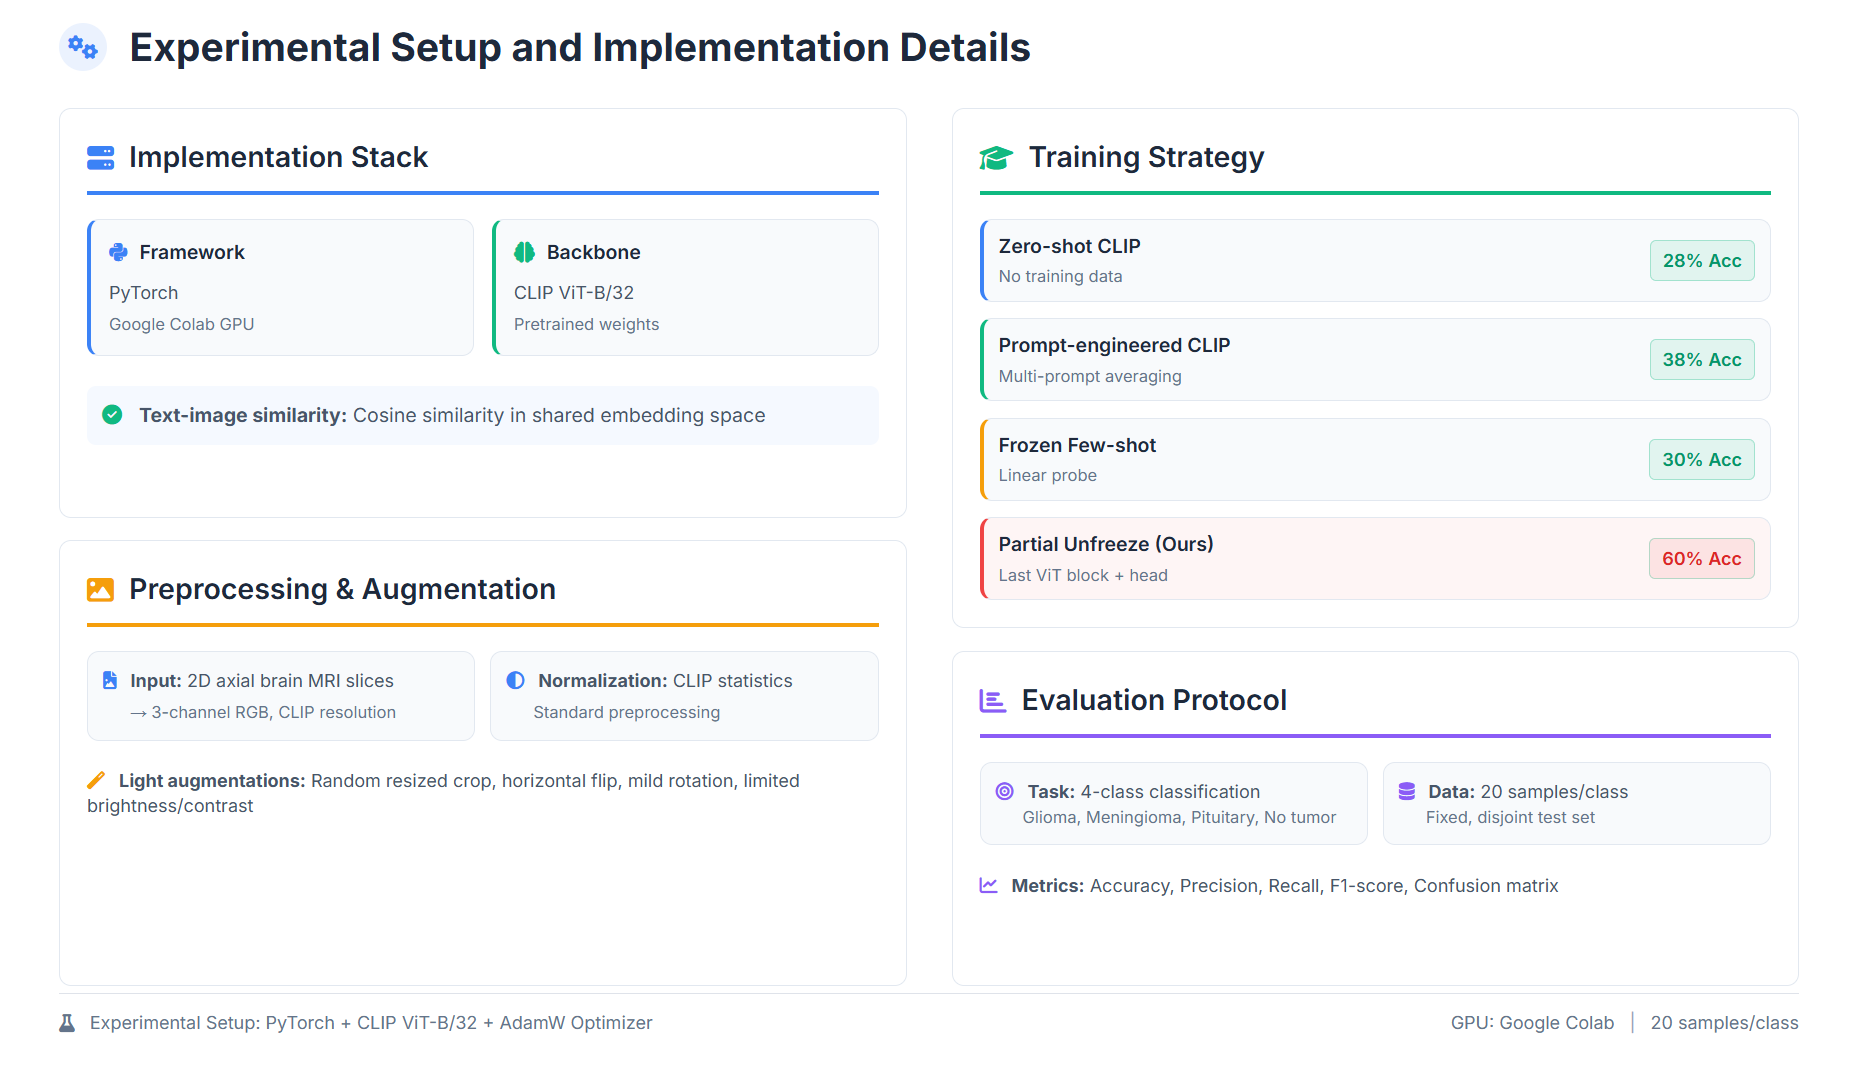 Experimental Setup and Implementation Details
Implementation Stack
Framework
PyTorch
Google Colab GPU
Backbone
CLIP ViT-B/32
Pretrained weights
Text-image similarity: Cosine similarity in shared embedding space
Preprocessing & Augmentation
Input: 2D axial brain MRI slices
→ 3-channel RGB, CLIP resolution
Normalization: CLIP statistics
Standard preprocessing
Light augmentations: Random resized crop, horizontal flip, mild rotation, limited
brightness/contrast
Training Strategy
Zero-shot CLIP
No training data
28% Acc
Prompt-engineered CLIP
Multi-prompt averaging
38% Acc
Frozen Few-shot
Linear probe
30% Acc
Partial Unfreeze (Ours)
Last ViT block + head
60% Acc
Evaluation Protocol
Task: 4-class classification
Glioma, Meningioma, Pituitary, No tumor
Data: 20 samples/class
Fixed, disjoint test set
Metrics: Accuracy, Precision, Recall, F1-score, Confusion matrix
Experimental Setup: PyTorch + CLIP ViT-B/32 + AdamW Optimizer
GPU: Google Colab | 20 samples/class